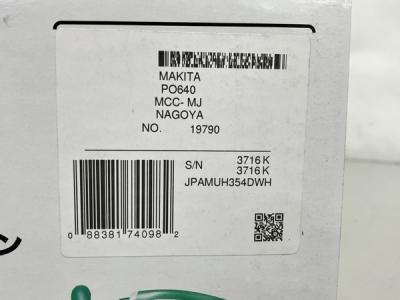 MAKITA
PO640
MCC- MJ
NAGOYA
NO. 19790
S/N 3716 K
3716 K
JPAMUH354DWH
0 88381 74098 2